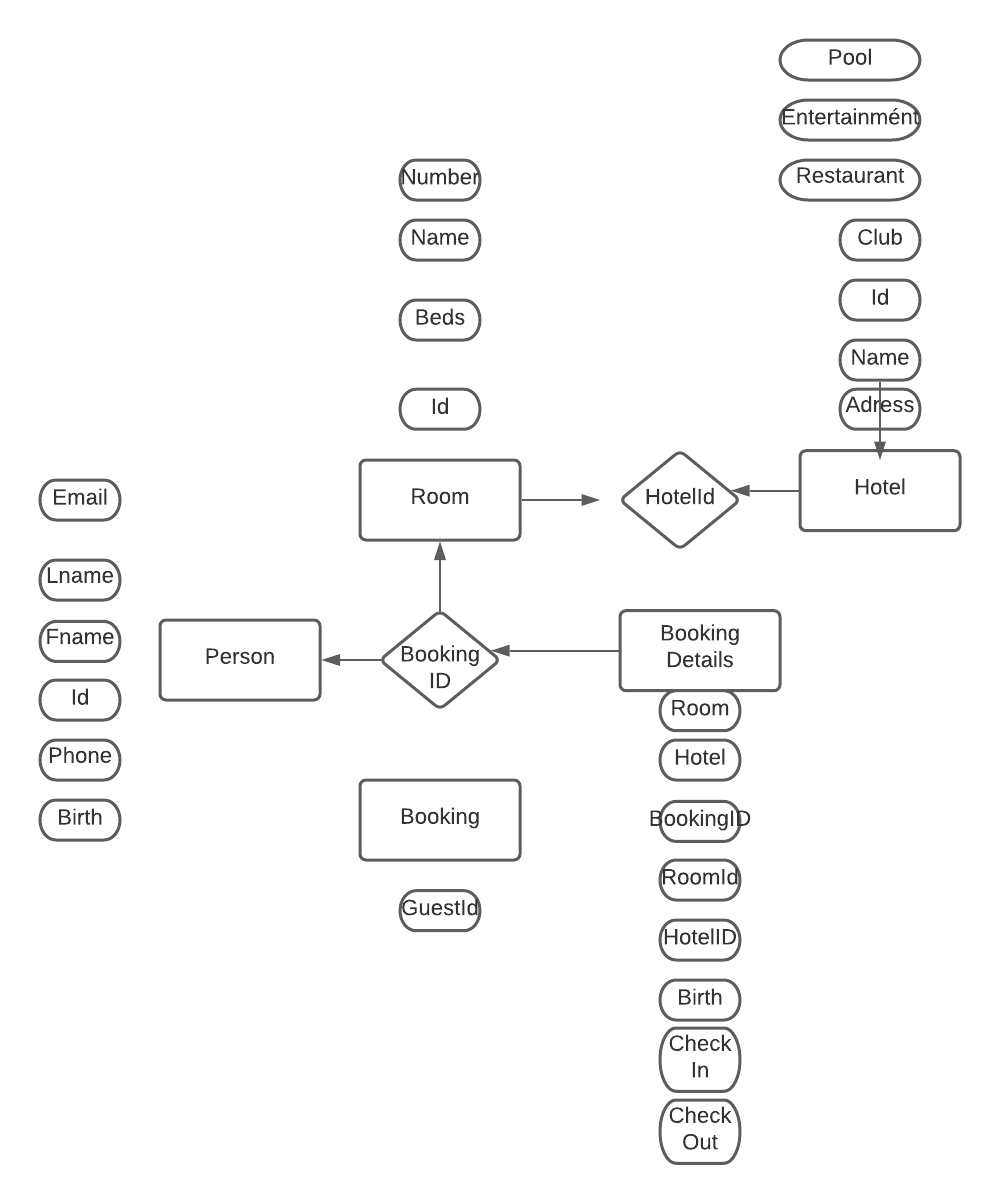 Pool
Entertainmént
Restaurant
Club
Id
Name
Adress
Hotel
HotelId
Number
Name
Beds
Id
Room
Email
Lname
Fname
Id
Phone
Birth
Person
Booking
ID
Booking
Details
Room
Hotel
BookingID
RoomId
HotelID
Birth
Check
In
Check
Out
Booking
GuestId